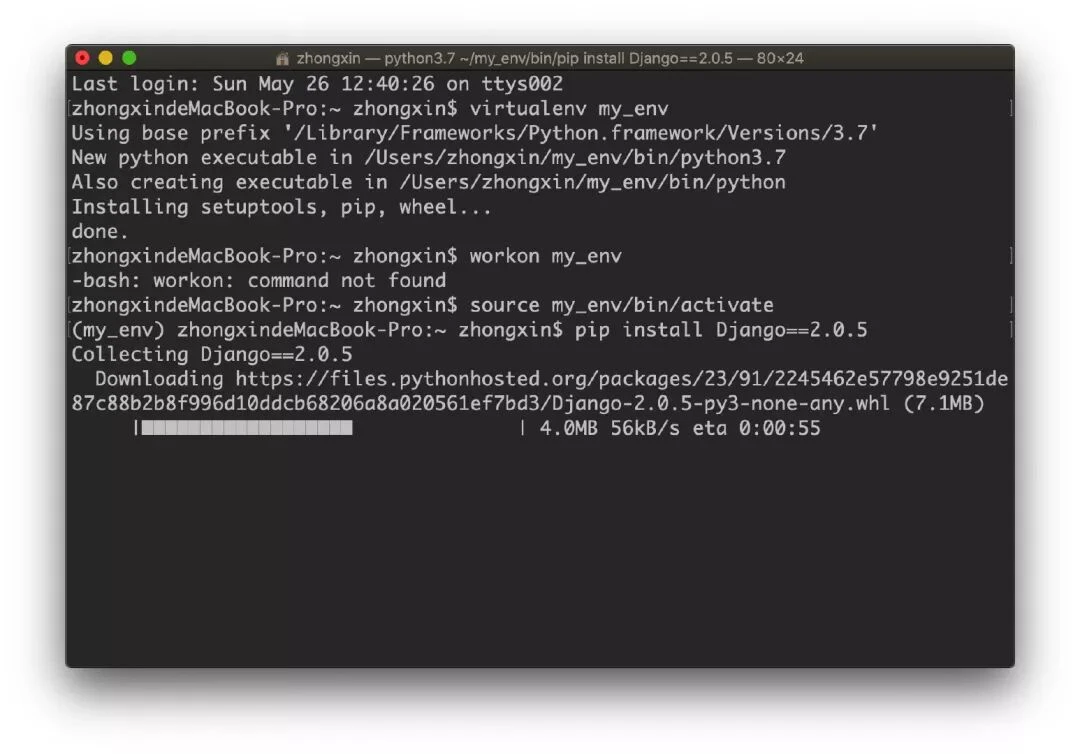 zhongxin — python3.7 ~/my_env/bin/pip install Django==2.0.5 — 80×24
Last login: Sun May 26 12:40:26 on ttys002
[zhongxindeMacBook-Pro:~ zhongxin$ virtualenv my_env ]
Using base prefix '/Library/Frameworks/Python.framework/Versions/3.7'
New python executable in /Users/zhongxin/my_env/bin/python3.7
Also creating executable in /Users/zhongxin/my_env/bin/python
Installing setuptools, pip, wheel...
done.
[zhongxindeMacBook-Pro:~ zhongxin$ workon my_env ]
-bash: workon: command not found
[zhongxindeMacBook-Pro:~ zhongxin$ source my_env/bin/activate ]
[(my_env) zhongxindeMacBook-Pro:~ zhongxin$ pip install Django==2.0.5 ]
Collecting Django==2.0.5
  Downloading https://files.pythonhosted.org/packages/23/91/2245462e57798e9251de
87c88b2b8f996d10ddcb68206a8a020561ef7bd3/Django-2.0.5-py3-none-any.whl (7.1MB)
     |██████████████████              | 4.0MB 56kB/s eta 0:00:55